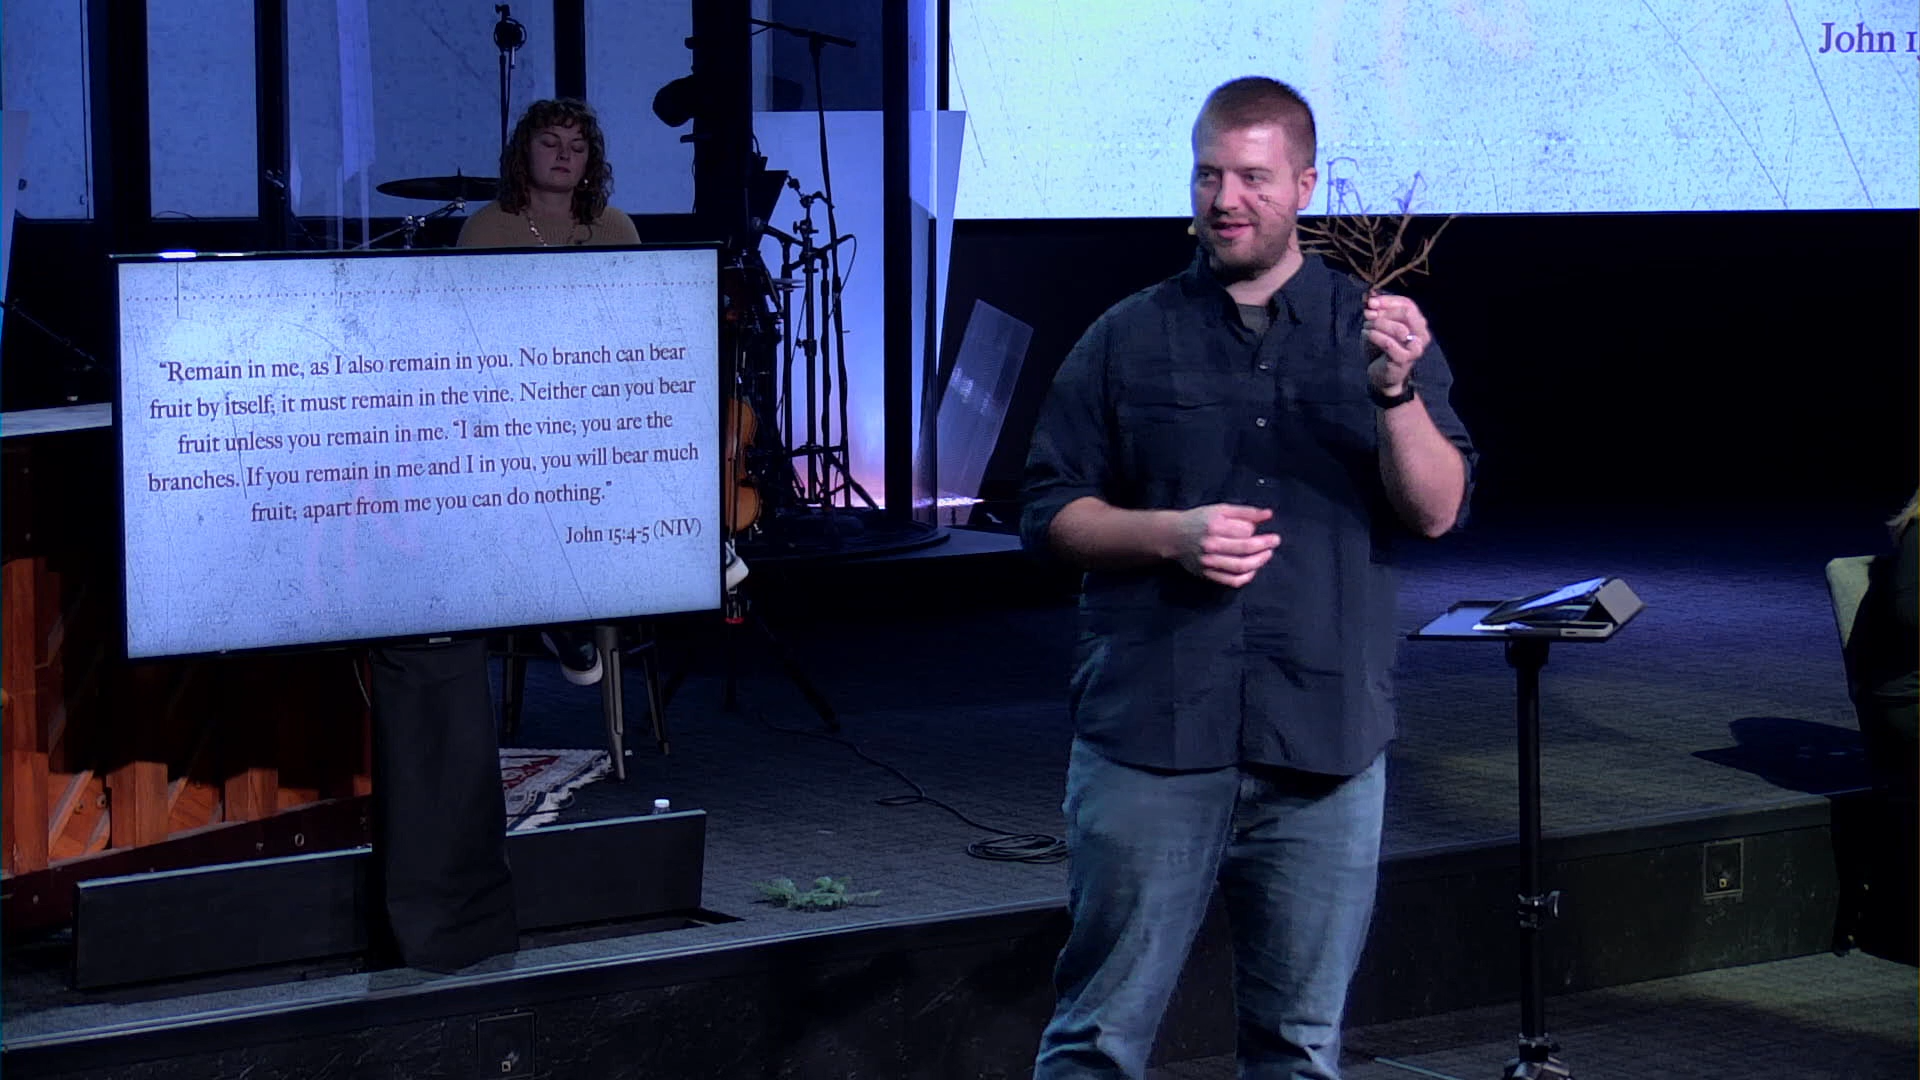 John 1
“Remain in me, as I also remain in you. No branch can bear
fruit by itself; it must remain in the vine. Neither can you bear
fruit unless you remain in me. “I am the vine; you are the
branches. If you remain in me and I in you, you will bear much
fruit; apart from me you can do nothing.”
John 15:4-5 (NIV)